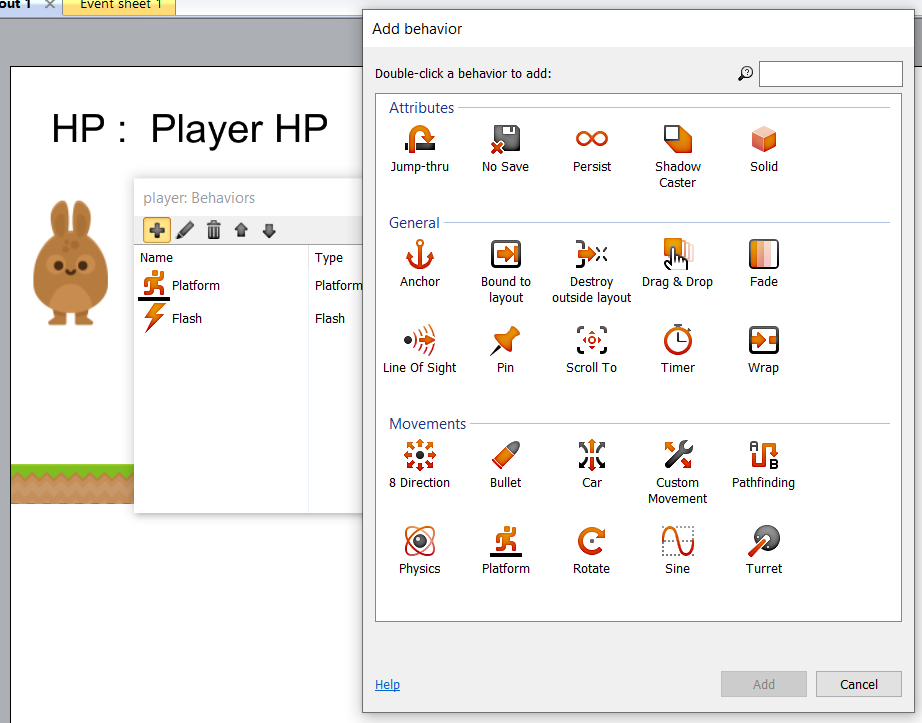 out 1
Event sheet 1
HP : Player HP
player: Behaviors
Name Type
Platform Platform
Flash Flash
Add behavior
Double-click a behavior to add:
Attributes
Jump-thru No Save Persist Shadow Caster Solid
General
Anchor Bound to layout Destroy outside layout Drag & Drop Fade
Line Of Sight Pin Scroll To Timer Wrap
Movements
8 Direction Bullet Car Custom Movement Pathfinding
A
B
Physics Platform Rotate Sine Turret
Help Add Cancel